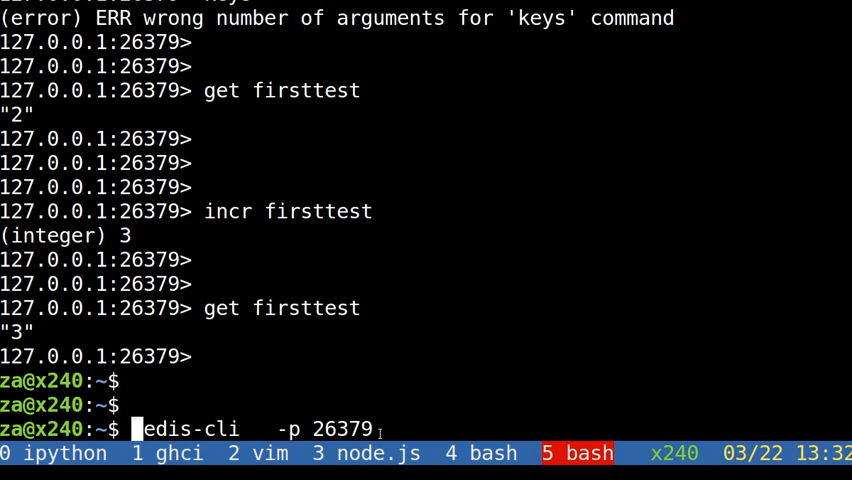 (error) ERR wrong number of arguments for 'keys' command
127.0.0.1:26379>
127.0.0.1:26379>
127.0.0.1:26379> get firsttest
"2"
127.0.0.1:26379>
127.0.0.1:26379>
127.0.0.1:26379>
127.0.0.1:26379> incr firsttest
(integer) 3
127.0.0.1:26379>
127.0.0.1:26379>
127.0.0.1:26379> get firsttest
"3"
127.0.0.1:26379>
za@x240:~$
za@x240:~$
za@x240:~$ edis-cli   -p 26379
0 ipython  1 ghci  2 vim  3 node.js  4 bash  5 bash  x240  03/22 13:32